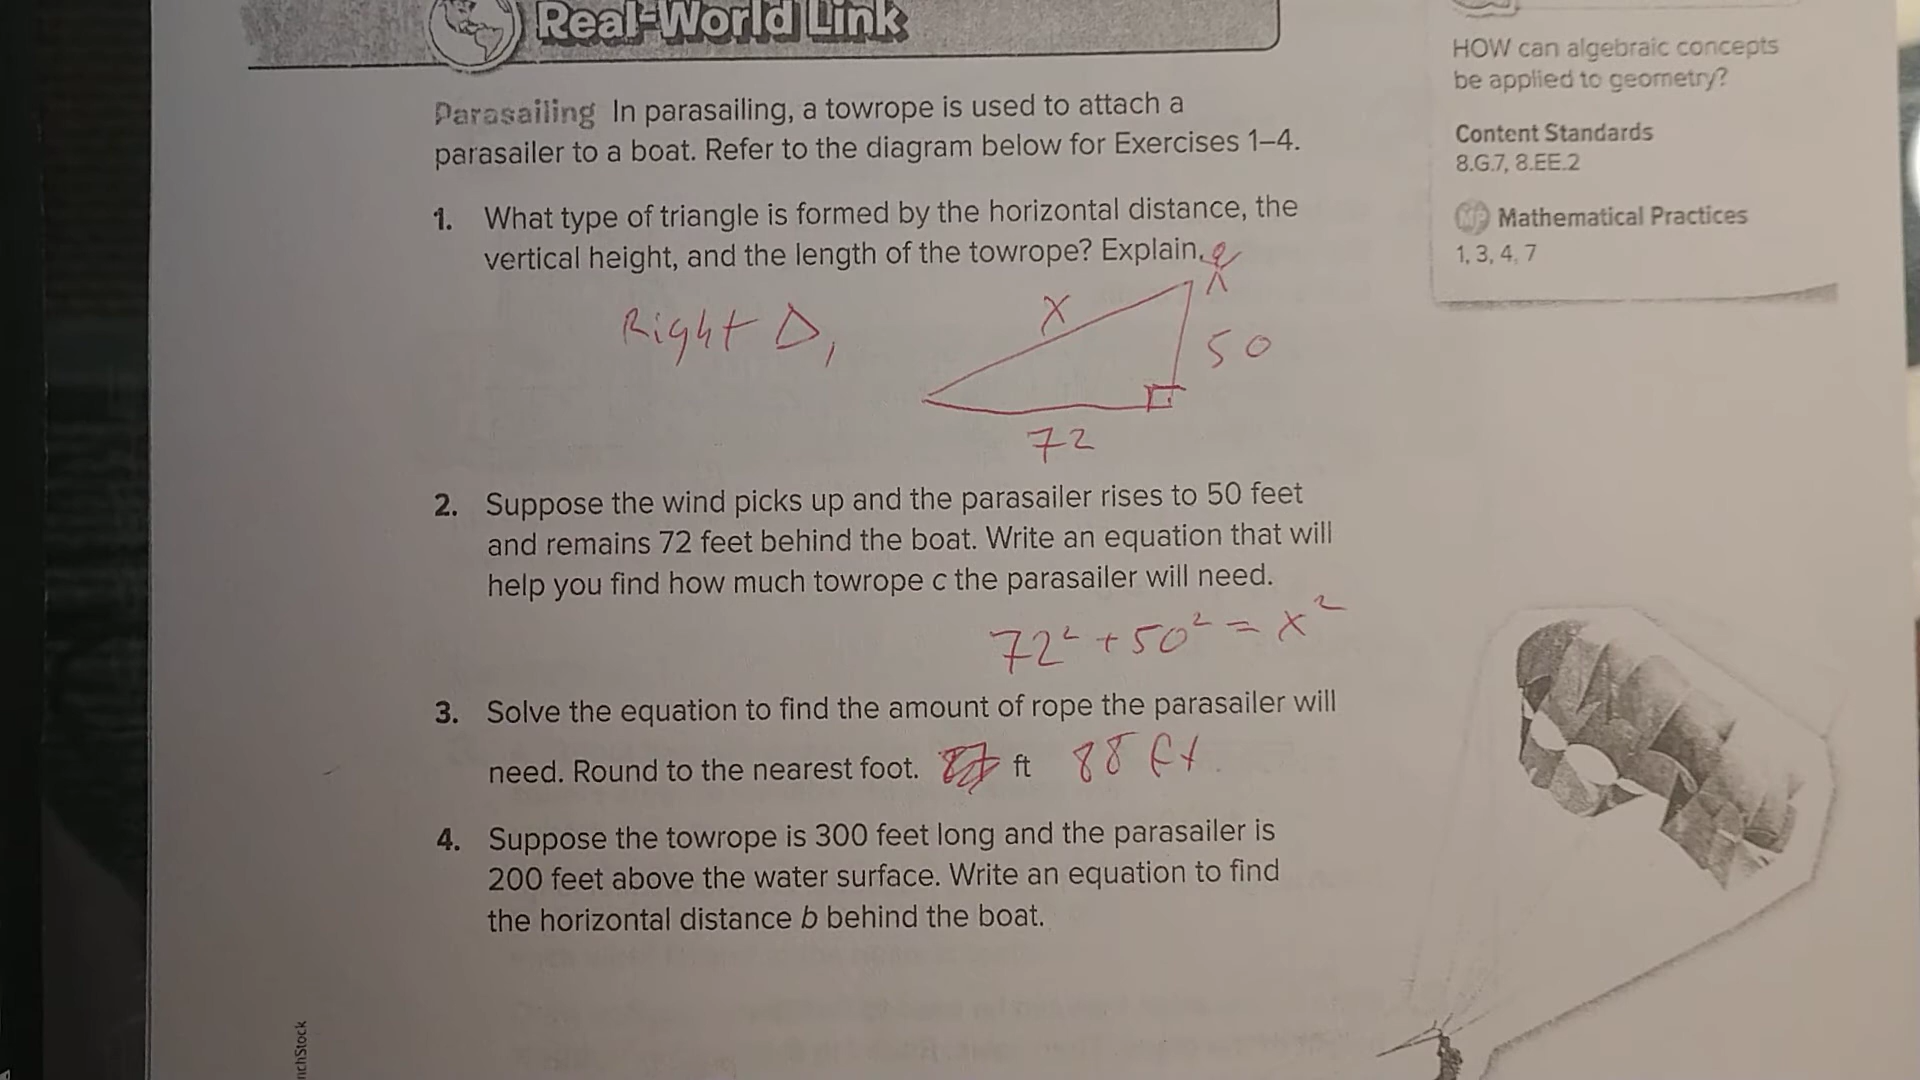 Real-World Link
Parasailing In parasailing, a towrope is used to attach a
parasailer to a boat. Refer to the diagram below for Exercises 1–4.
1. What type of triangle is formed by the horizontal distance, the
vertical height, and the length of the towrope? Explain.
Right Δ,
x
50
72
2. Suppose the wind picks up and the parasailer rises to 50 feet
and remains 72 feet behind the boat. Write an equation that will
help you find how much towrope c the parasailer will need.
72² + 50² = x²
3. Solve the equation to find the amount of rope the parasailer will
need. Round to the nearest foot. ft 88 ft
4. Suppose the towrope is 300 feet long and the parasailer is
200 feet above the water surface. Write an equation to find
the horizontal distance b behind the boat.
HOW can algebraic concepts
be applied to geometry?
Content Standards
8.G.7, 8.EE.2
MP Mathematical Practices
1, 3, 4, 7
nchStock